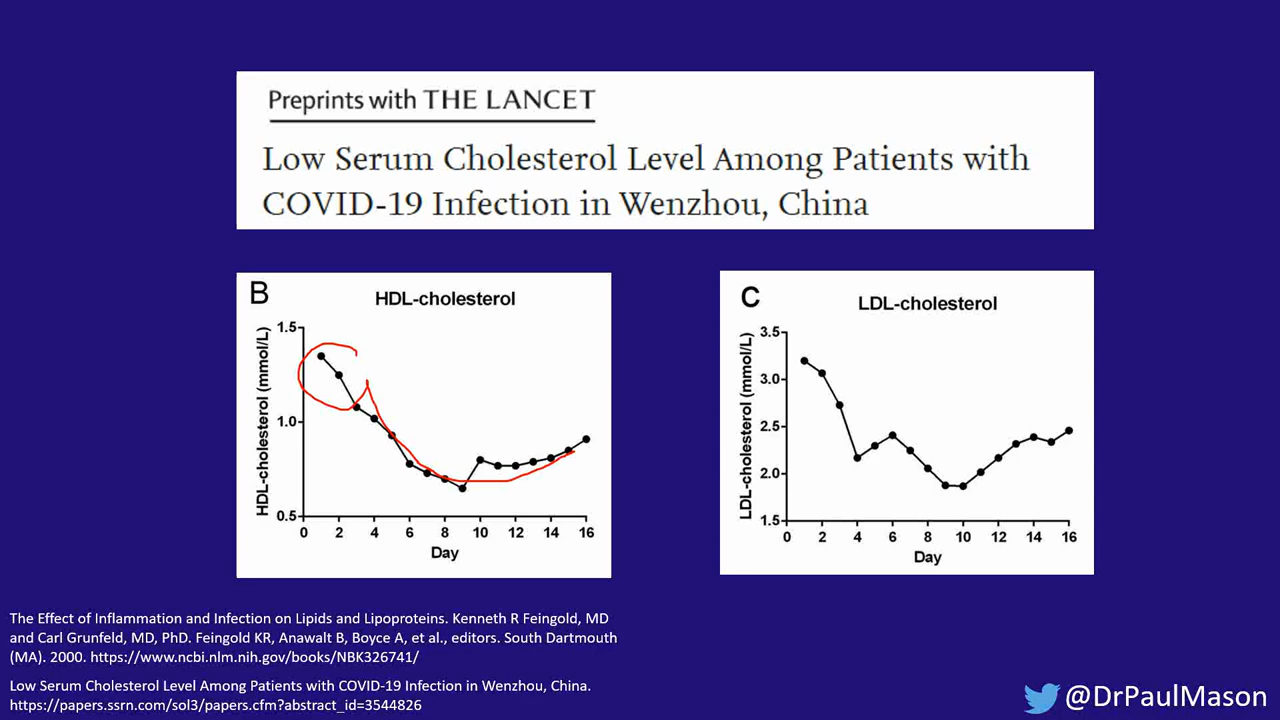 Preprints with THE LANCET
Low Serum Cholesterol Level Among Patients with
COVID-19 Infection in Wenzhou, China
B
HDL-cholesterol
HDL-cholesterol (mmol/L)
1.5
1.0
0.5
0 2 4 6 8 10 12 14 16
Day
C
LDL-cholesterol
LDL-cholesterol (mmol/L)
3.5
3.0
2.5
2.0
1.5
0 2 4 6 8 10 12 14 16
Day
The Effect of Inflammation and Infection on Lipids and Lipoproteins. Kenneth R Feingold, MD
and Carl Grunfeld, MD, PhD. Feingold KR, Anawalt B, Boyce A, et al., editors. South Dartmouth
(MA). 2000. https://www.ncbi.nlm.nih.gov/books/NBK326741/
Low Serum Cholesterol Level Among Patients with COVID-19 Infection in Wenzhou, China.
https://papers.ssrn.com/sol3/papers.cfm?abstract_id=3544826
@DrPaulMason